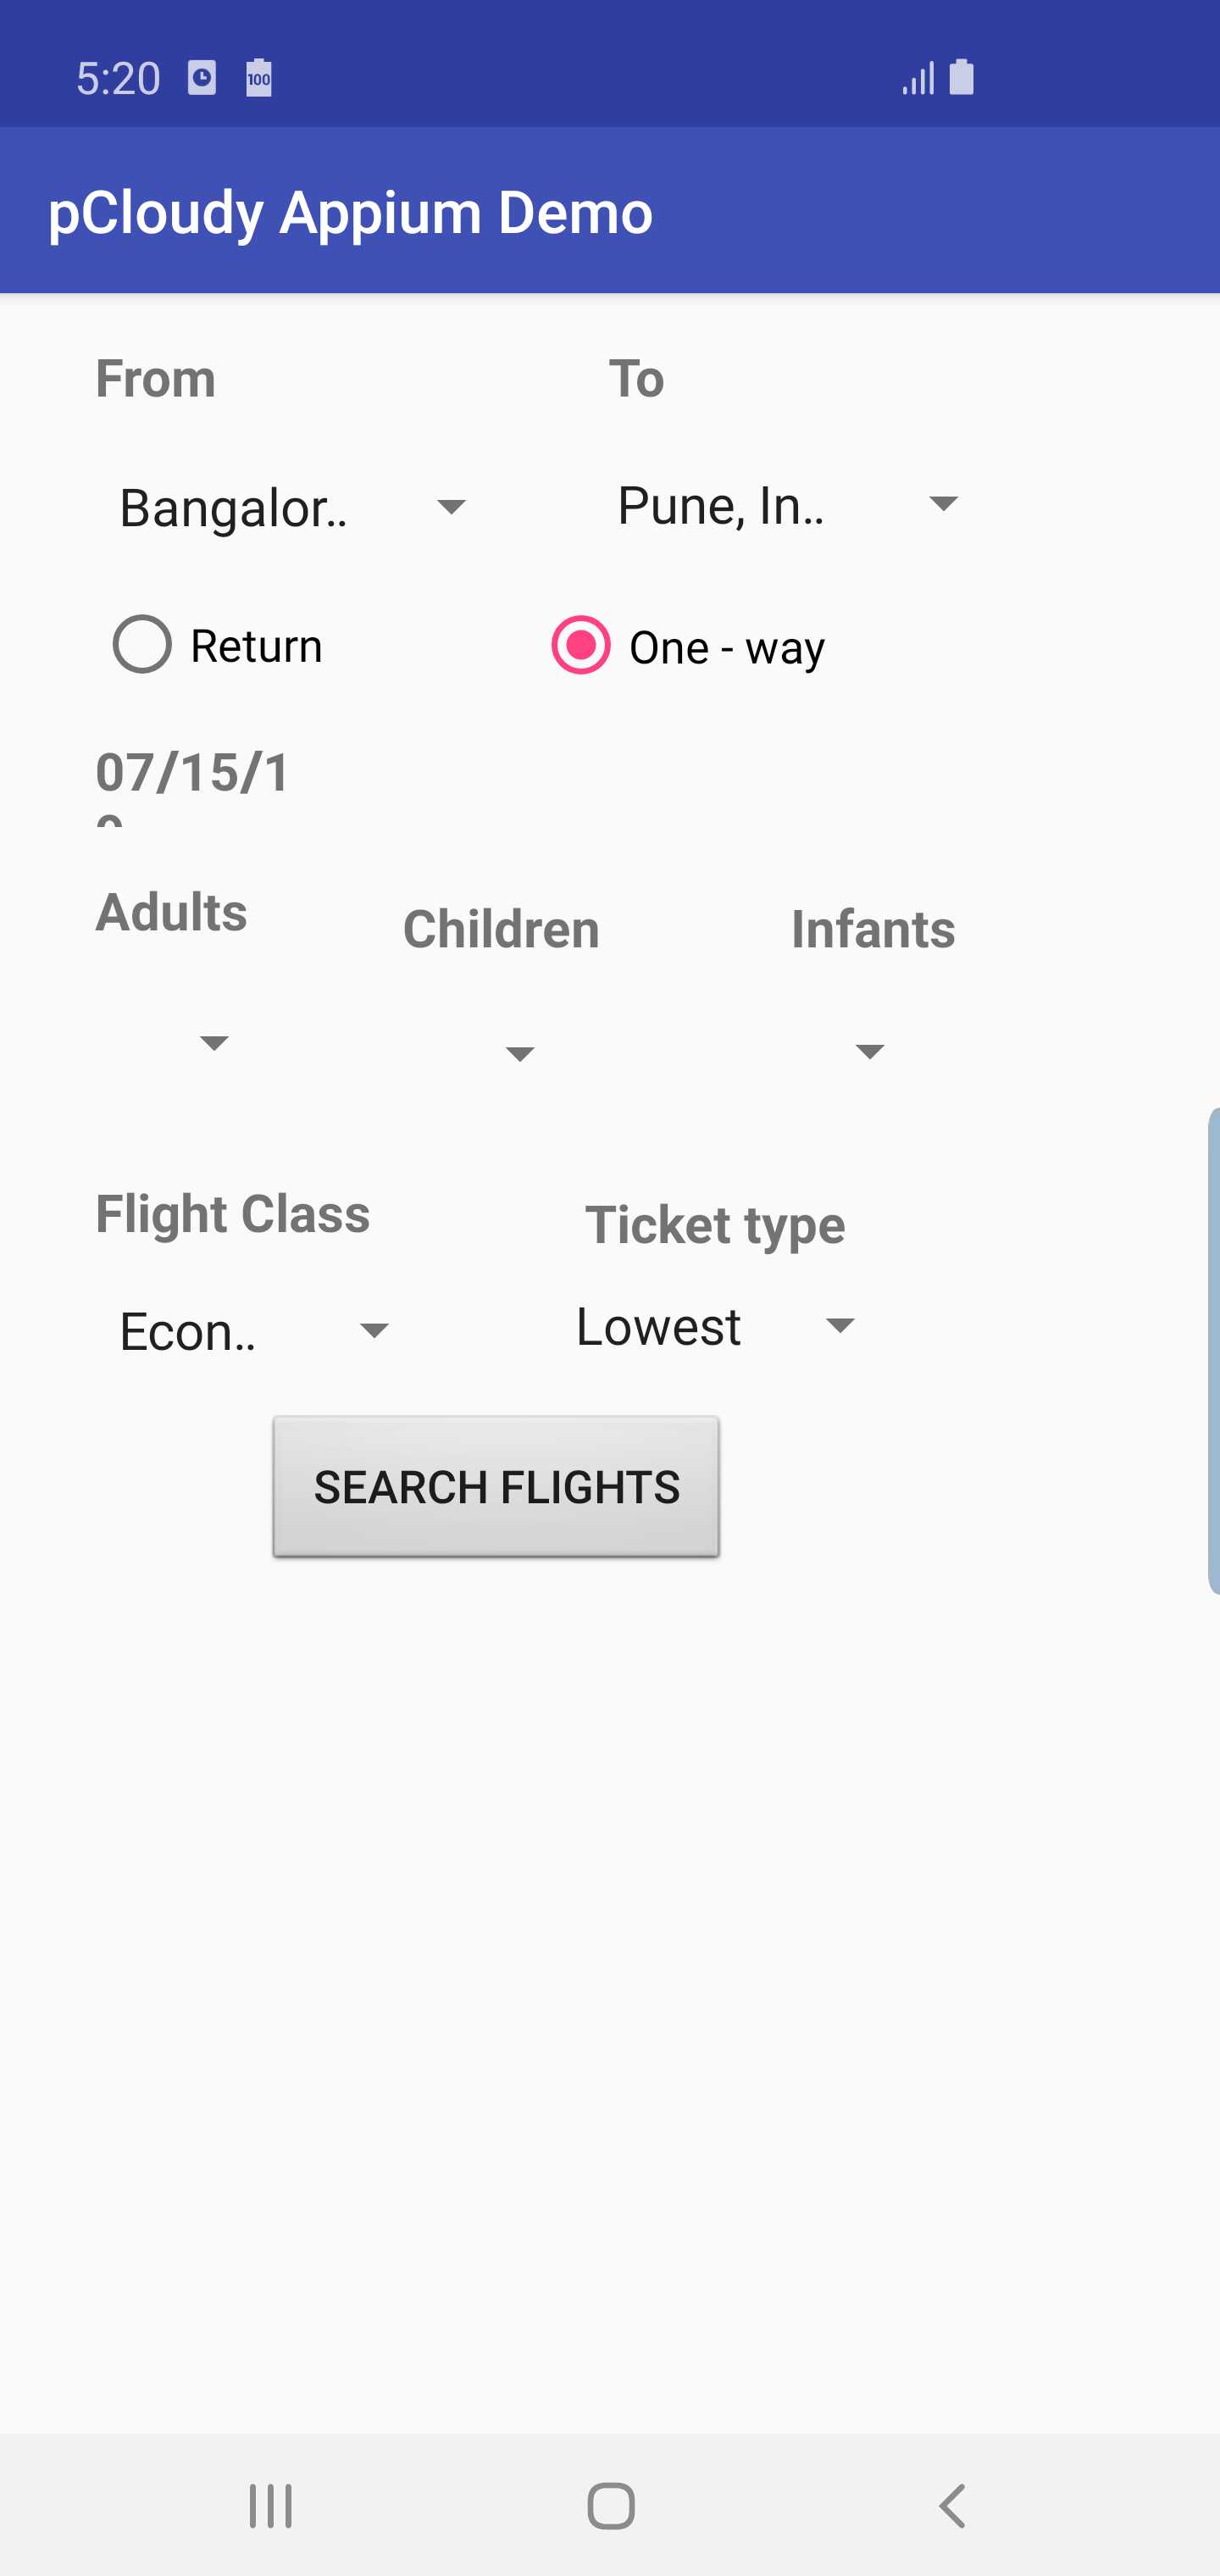 5:20
100
pCloudy Appium Demo
From To
Bangalor.. Pune, In..
Return One - way
07/15/1
Adults Children Infants
Flight Class Ticket type
Econ.. Lowest
SEARCH FLIGHTS